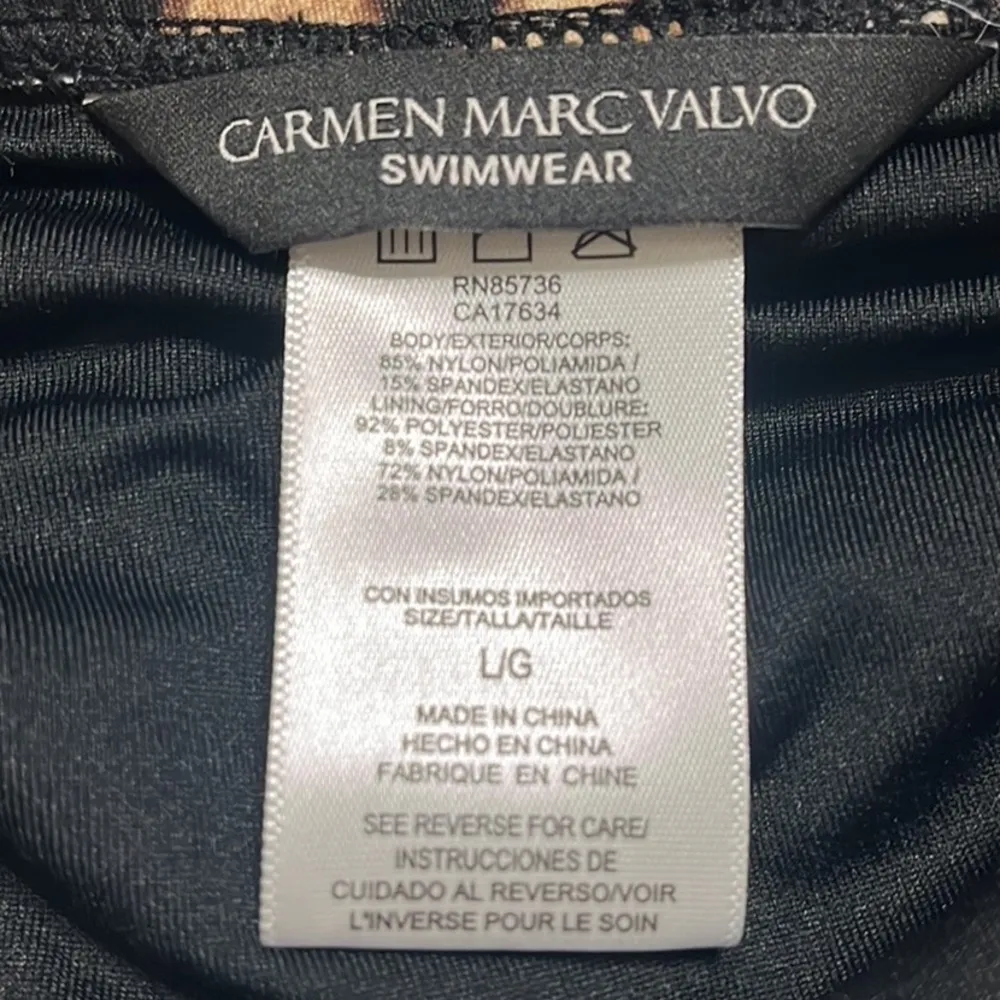 CARMEN MARC VALVO
SWIMWEAR
RN85736
CA17634
BODY/EXTERIOR/CORPS:
85% NYLON/POLIAMIDA /
15% SPANDEX/ELASTANO
LINING/FORRO/DOUBLURE:
92% POLYESTER/POLIESTER
8% SPANDEX/ELASTANO
72% NYLON/POLIAMIDA /
28% SPANDEX/ELASTANO
CON INSUMOS IMPORTADOS
SIZE/TALLA/TAILLE
L/G
MADE IN CHINA
HECHO EN CHINA
FABRIQUE EN CHINE
SEE REVERSE FOR CARE/
INSTRUCCIONES DE
CUIDADO AL REVERSO/VOIR
L'INVERSE POUR LE SOIN